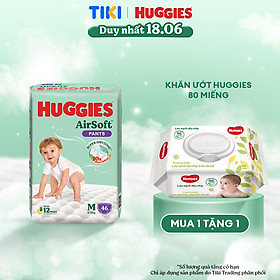 TIKI | HUGGIES
Duy nhất 18.06
KHĂN ƯỚT HUGGIES
80 MIẾNG
HUGGIES
AirSoft
PANTS
M
46
12
Huggies
MUA 1 TẶNG 1
Số lượng quà tặng có hạn
Chỉ áp dụng sản phẩm do Tiki Trading phân phối